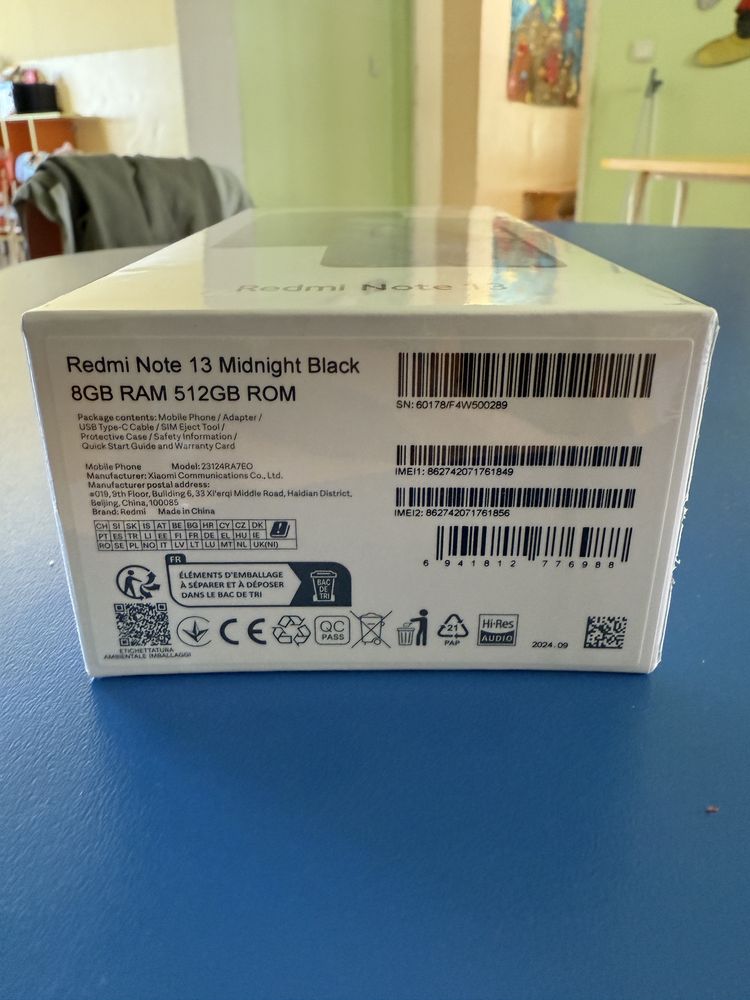 Redmi Note 13
Redmi Note 13 Midnight Black
8GB RAM 512GB ROM
Package contents: Mobile Phone / Adapter /
USB Type-C Cable / SIM Eject Tool /
Protective Case / Safety Information /
Quick Start Guide and Warranty Card
Mobile Phone Model: 23124RA7EO
Manufacturer: Xiaomi Communications Co., Ltd.
Manufacturer postal address:
#019, 9th Floor, Building 6, 33 Xi'erqi Middle Road, Haidian District,
Beijing, China, 100085
Brand: Redmi Made in China
CH SI SK IS AT BE BG HR CY CZ DK
PT ES TR LI EE FI FR DE EL HU IE
RO SE PL NO IT LV LT LU MT NL UK(NI)
FR
ÉLÉMENTS D'EMBALLAGE
À SÉPARER ET À DÉPOSER
DANS LE BAC DE TRI
BAC
DE
TRI
ETICHETTATURA
AMBIENTALE IMBALLAGGI
CE
QC
PASS
21
PAP
Hi-Res
AUDIO
2024.09
SN: 60178/F4W500289
IMEI1: 862742071761849
IMEI2: 862742071761856
6 941812 776988